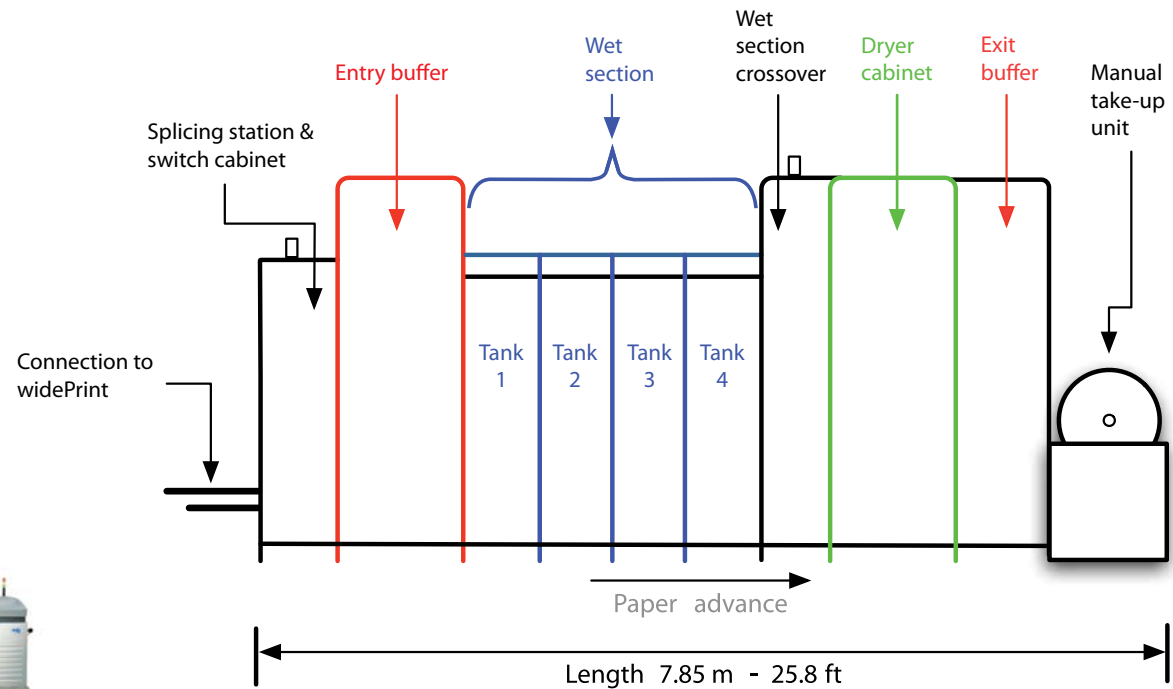 Entry buffer
Wet
section
Wet
section
crossover
Dryer
cabinet
Exit
buffer
Manual
take-up
unit
Splicing station &
switch cabinet
Connection to
widePrint
Tank
1
Tank
2
Tank
3
Tank
4
Paper advance
Length 7.85 m - 25.8 ft